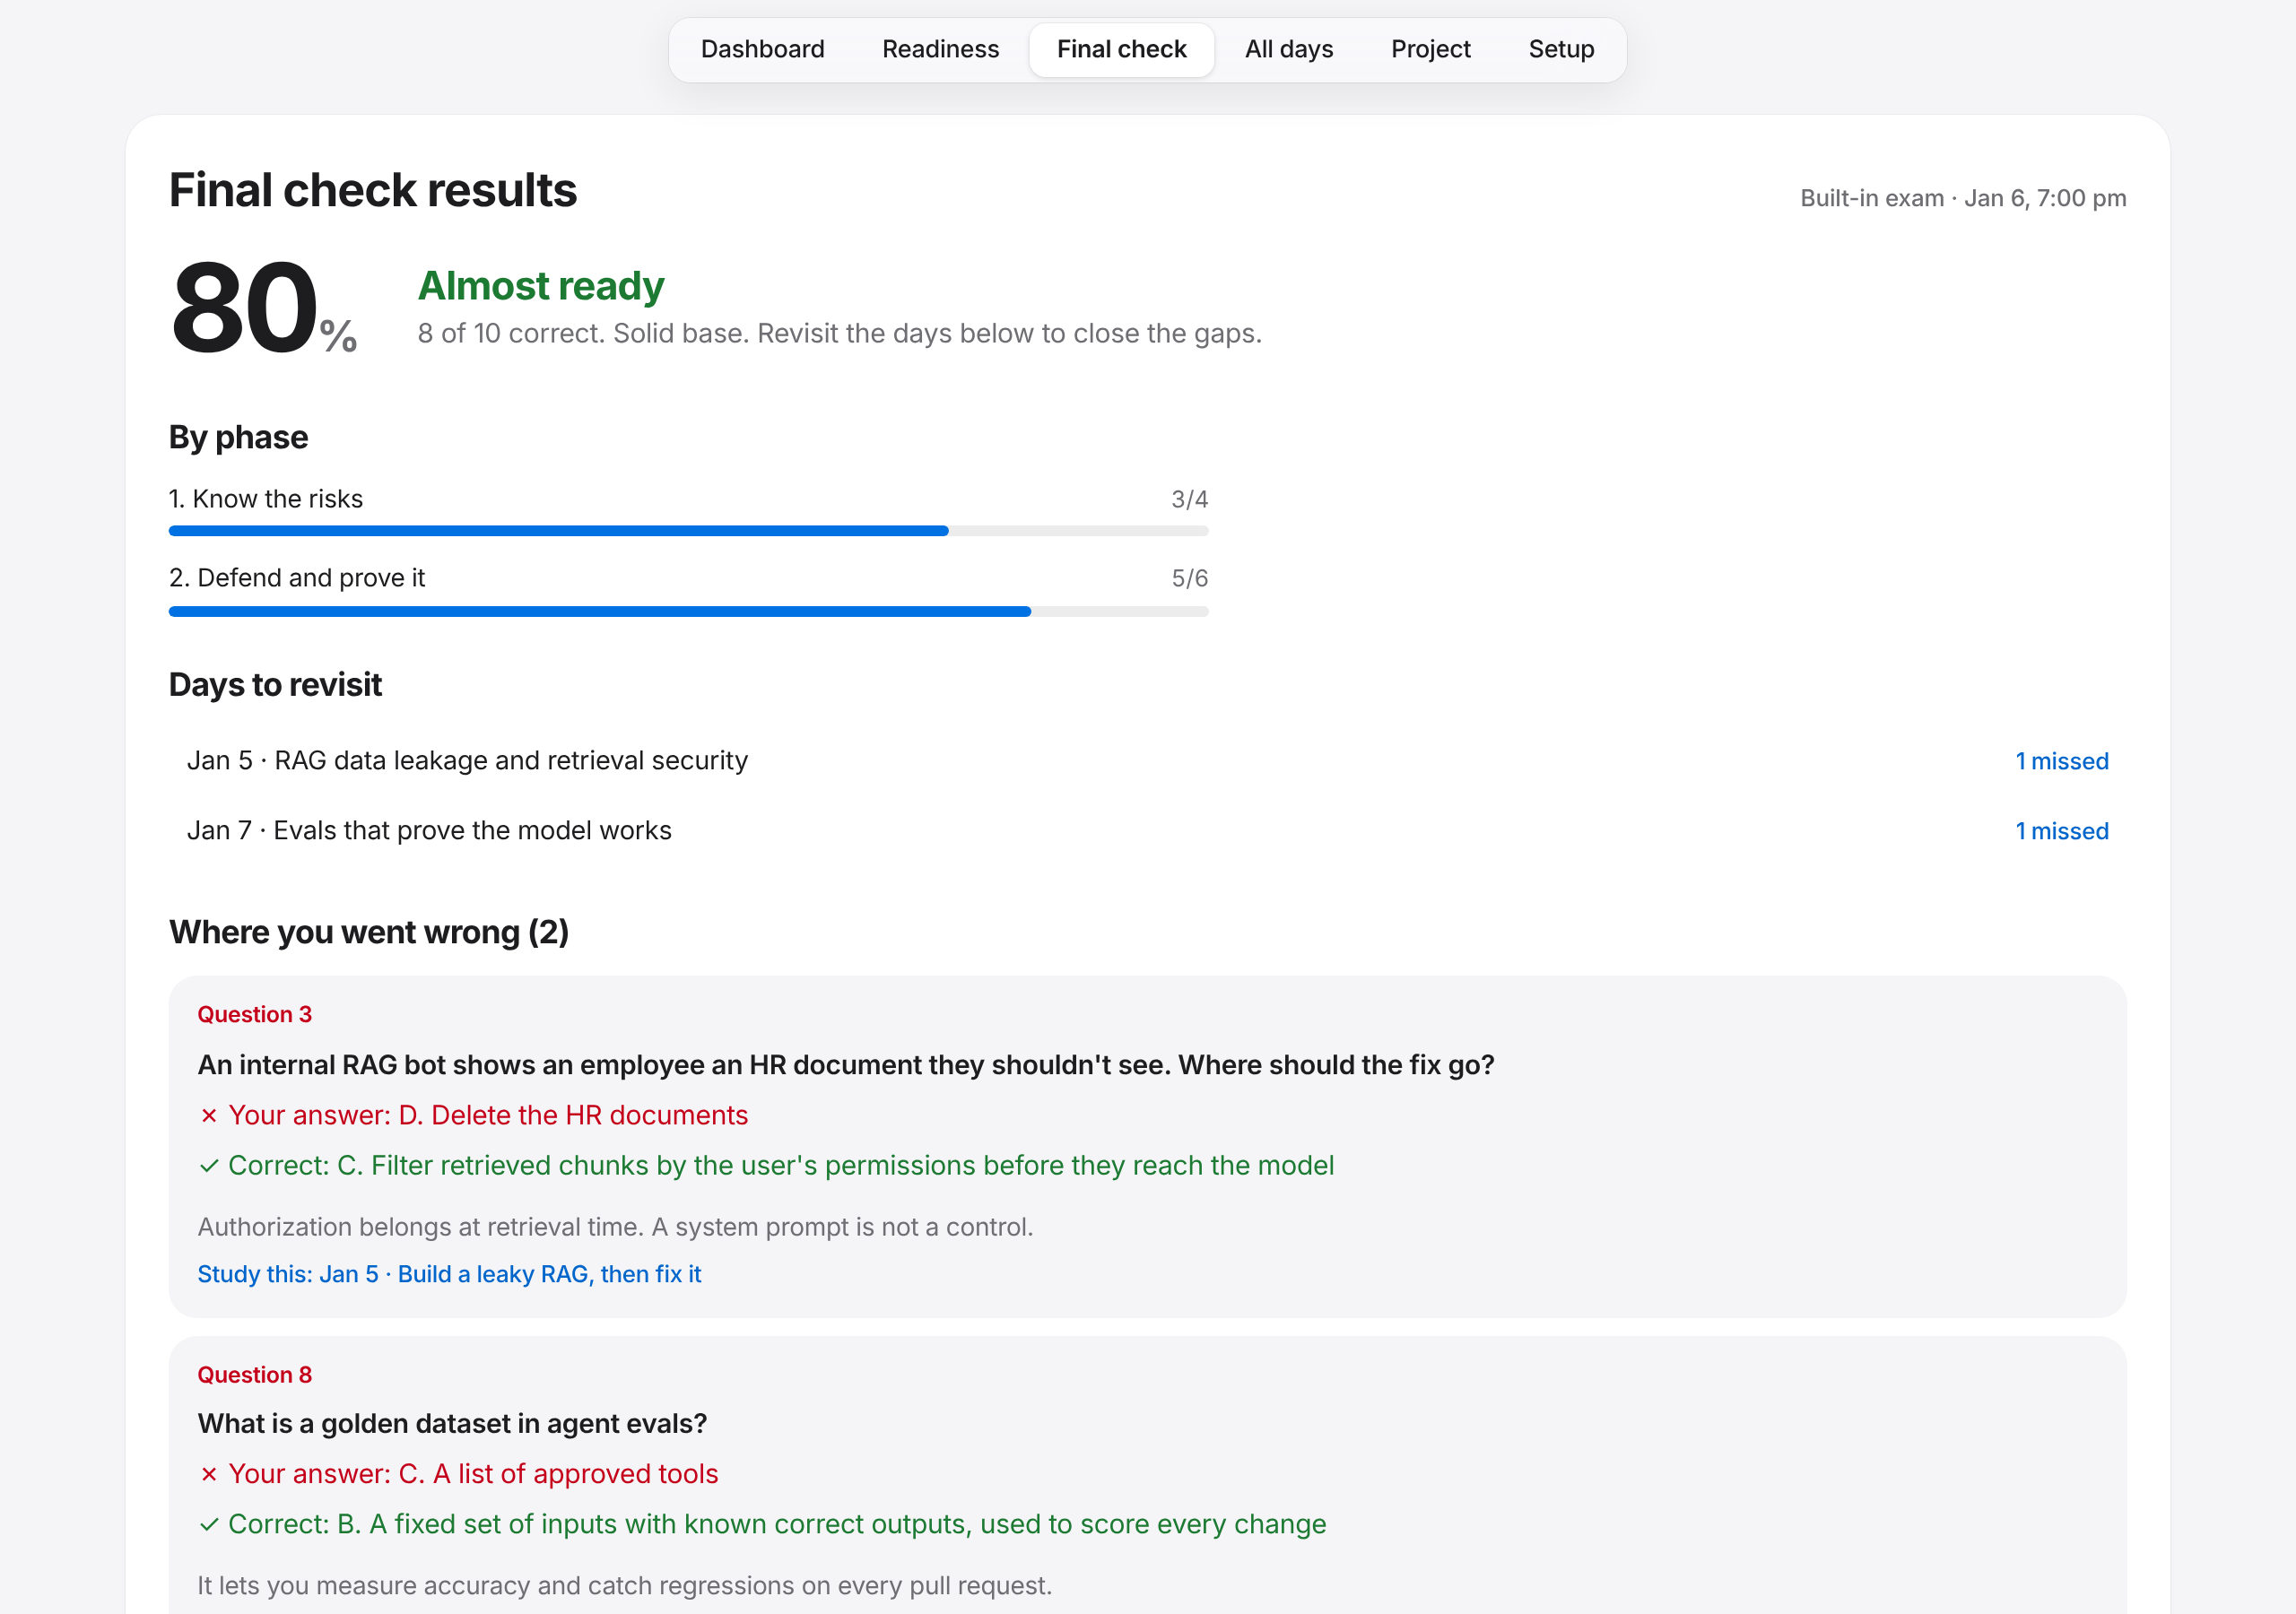 Dashboard Readiness Final check All days Project Setup
Final check results
Built-in exam · Jan 6, 7:00 pm
80%
Almost ready
8 of 10 correct. Solid base. Revisit the days below to close the gaps.
By phase
1. Know the risks 3/4
2. Defend and prove it 5/6
Days to revisit
Jan 5 · RAG data leakage and retrieval security 1 missed
Jan 7 · Evals that prove the model works 1 missed
Where you went wrong (2)
Question 3
An internal RAG bot shows an employee an HR document they shouldn't see. Where should the fix go?
× Your answer: D. Delete the HR documents
✓ Correct: C. Filter retrieved chunks by the user's permissions before they reach the model
Authorization belongs at retrieval time. A system prompt is not a control.
Study this: Jan 5 · Build a leaky RAG, then fix it
Question 8
What is a golden dataset in agent evals?
× Your answer: C. A list of approved tools
✓ Correct: B. A fixed set of inputs with known correct outputs, used to score every change
It lets you measure accuracy and catch regressions on every pull request.